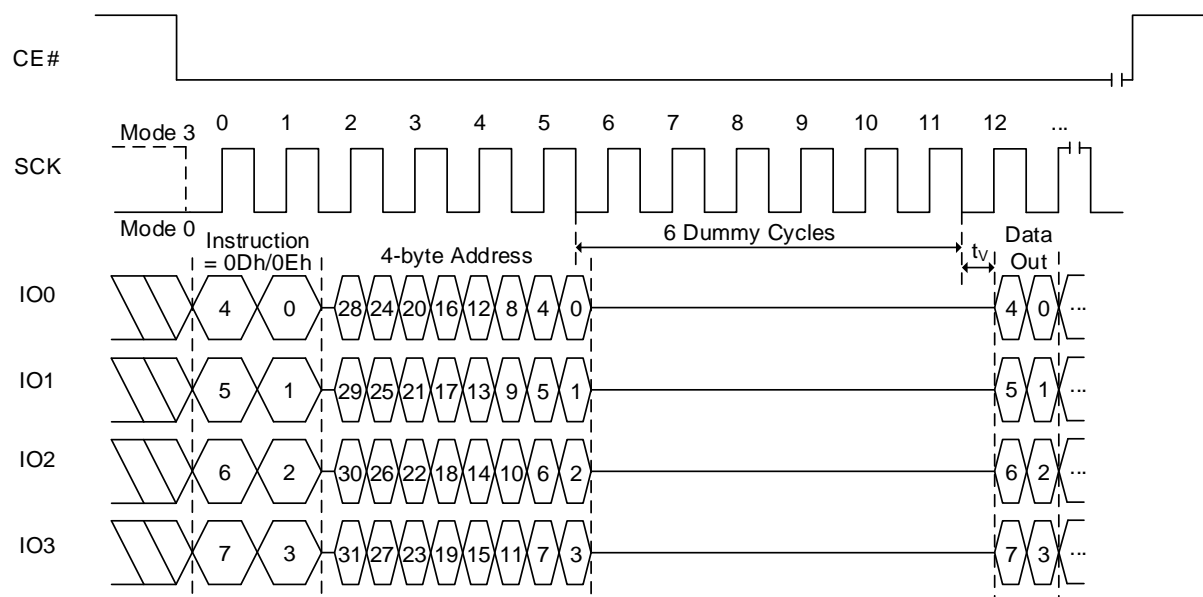 CE#
0 1 2 3 4 5 6 7 8 9 10 11 12 ...
Mode 3
SCK
Mode 0
Instruction
= 0Dh/0Eh
4-byte Address
6 Dummy Cycles
tV
Data
Out
IO0
4 0 28 24 20 16 12 8 4 0 4 0 ...
IO1
5 1 29 25 21 17 13 9 5 1 5 1 ...
IO2
6 2 30 26 22 18 14 10 6 2 6 2 ...
IO3
7 3 31 27 23 19 15 11 7 3 7 3 ...